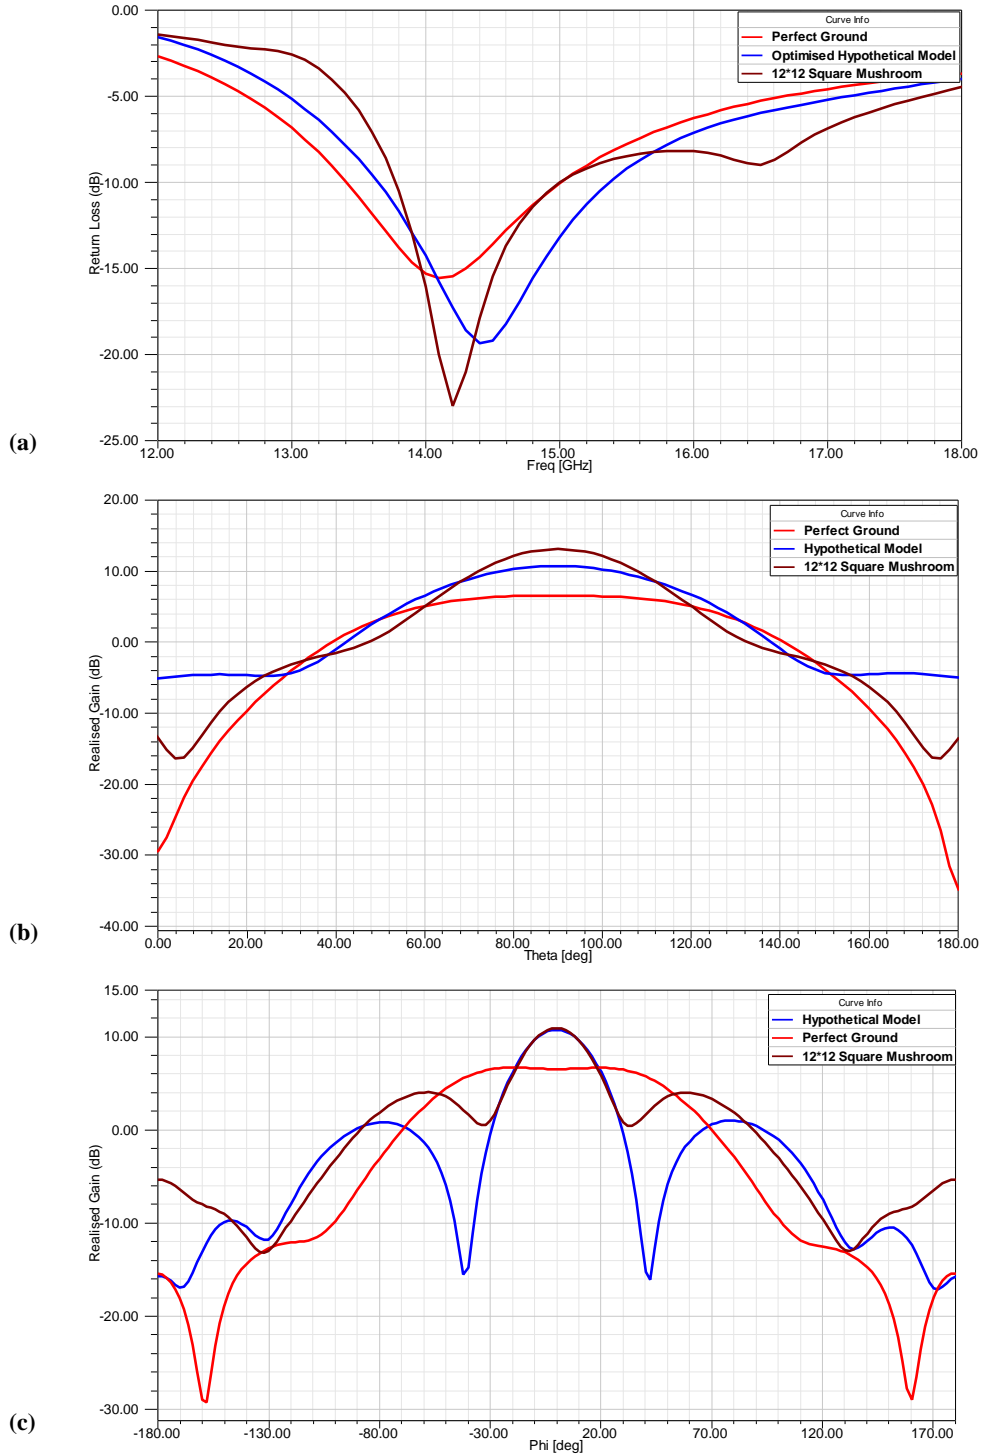 0.00
-5.00
-10.00
-15.00
-20.00
-25.00
Return Loss (dB)
Curve Info
Perfect Ground
Optimised Hypothetical Model
12*12 Square Mushroom
12.00 13.00 14.00 15.00 16.00 17.00 18.00
Freq [GHz]
(a)
20.00
10.00
0.00
-10.00
-20.00
-30.00
-40.00
Realised Gain (dB)
Curve Info
Perfect Ground
Hypothetical Model
12*12 Square Mushroom
0.00 20.00 40.00 60.00 80.00 100.00 120.00 140.00 160.00 180.00
Theta [deg]
(b)
15.00
10.00
0.00
-10.00
-20.00
-30.00
Realised Gain (dB)
Curve Info
Hypothetical Model
Perfect Ground
12*12 Square Mushroom
-180.00 -130.00 -80.00 -30.00 20.00 70.00 120.00 170.00
Phi [deg]
(c)